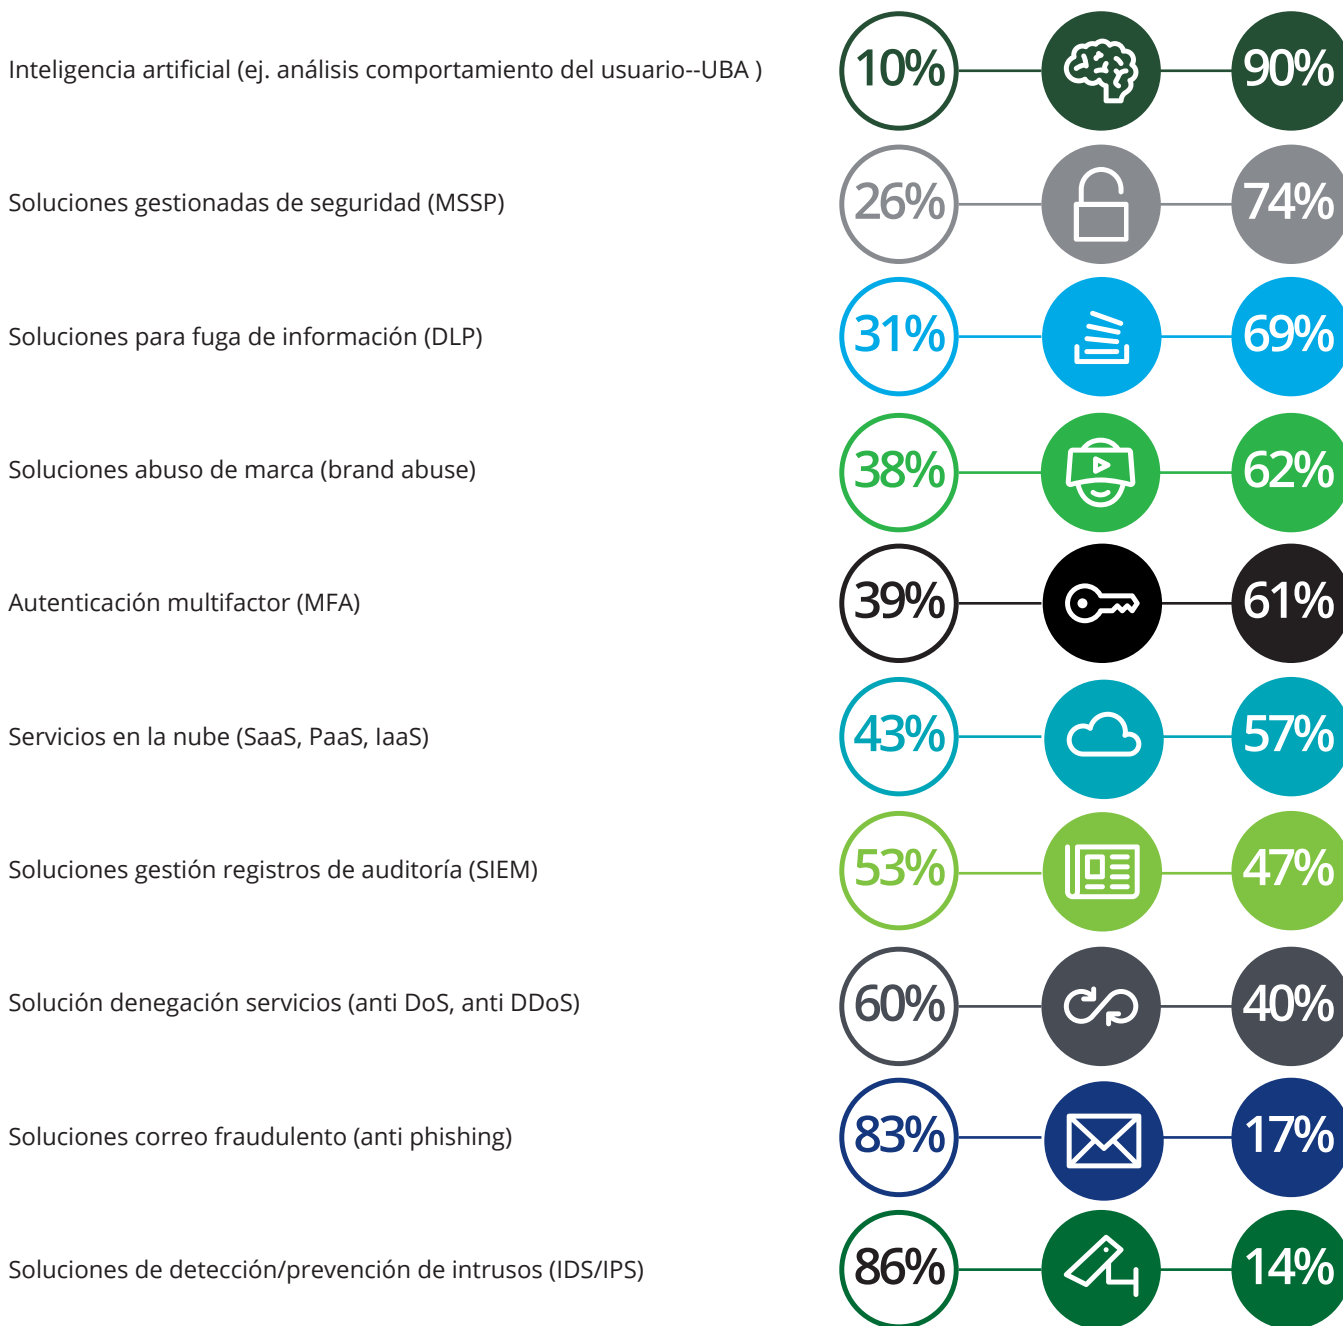 Inteligencia artificial (ej. análisis comportamiento del usuario--UBA ) 10% 90%
Soluciones gestionadas de seguridad (MSSP) 26% 74%
Soluciones para fuga de información (DLP) 31% 69%
Soluciones abuso de marca (brand abuse) 38% 62%
Autenticación multifactor (MFA) 39% 61%
Servicios en la nube (SaaS, PaaS, IaaS) 43% 57%
Soluciones gestión registros de auditoría (SIEM) 53% 47%
Solución denegación servicios (anti DoS, anti DDoS) 60% 40%
Soluciones correo fraudulento (anti phishing) 83% 17%
Soluciones de detección/prevención de intrusos (IDS/IPS) 86% 14%